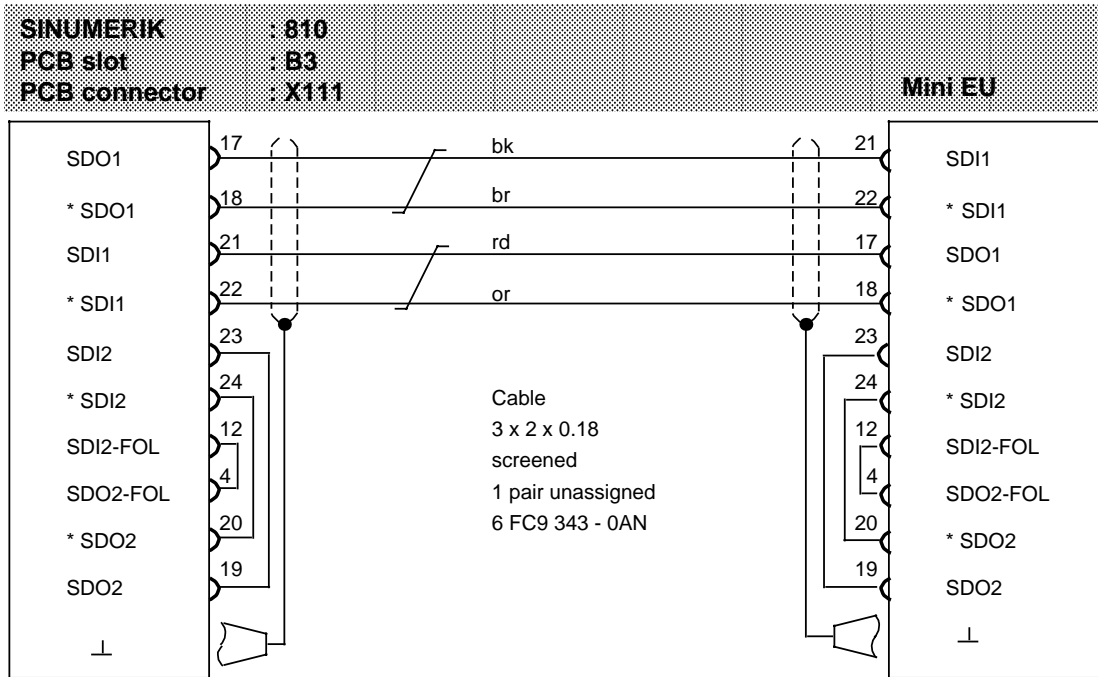 SINUMERIK : 810
PCB slot : B3
PCB connector : X111 Mini EU
SDO1 17 bk 21 SDI1
* SDO1 18 br 22 * SDI1
SDI1 21 rd 17 SDO1
* SDI1 22 or 18 * SDO1
SDI2 23 23 SDI2
* SDI2 24 24 * SDI2
SDI2-FOL 12 12 SDI2-FOL
SDO2-FOL 4 4 SDO2-FOL
* SDO2 20 20 * SDO2
SDO2 19 19 SDO2
Cable
3 x 2 x 0.18
screened
1 pair unassigned
6 FC9 343 - 0AN